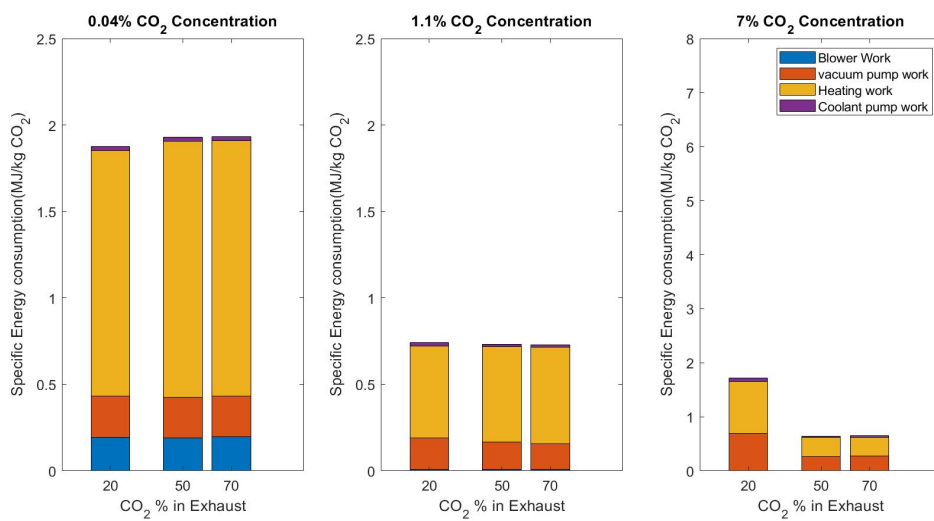 0.04% CO2 Concentration
2.5
2
1.5
1
0.5
0
Specific Energy consumption(MJ/kg CO2)
20 50 70
CO2 % in Exhaust
1.1% CO2 Concentration
2.5
2
1.5
1
0.5
0
Specific Energy consumption(MJ/kg CO2)
20 50 70
CO2 % in Exhaust
7% CO2 Concentration
8
7
6
5
4
3
2
1
0
Specific Energy consumption(MJ/kg CO2)
Blower Work
vacuum pump work
Heating work
Coolant pump work
20 50 70
CO2 % in Exhaust